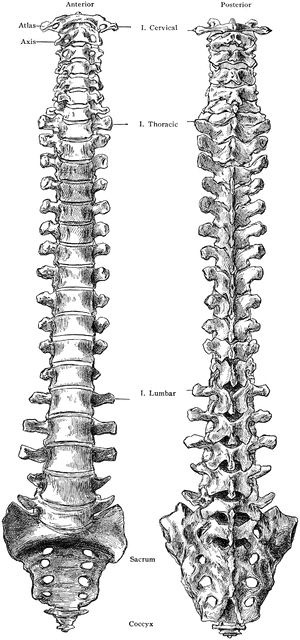 Anterior
Posterior
Atlas
I. Cervical
Axis
I. Thoracic
I. Lumbar
Sacrum
Coccyx